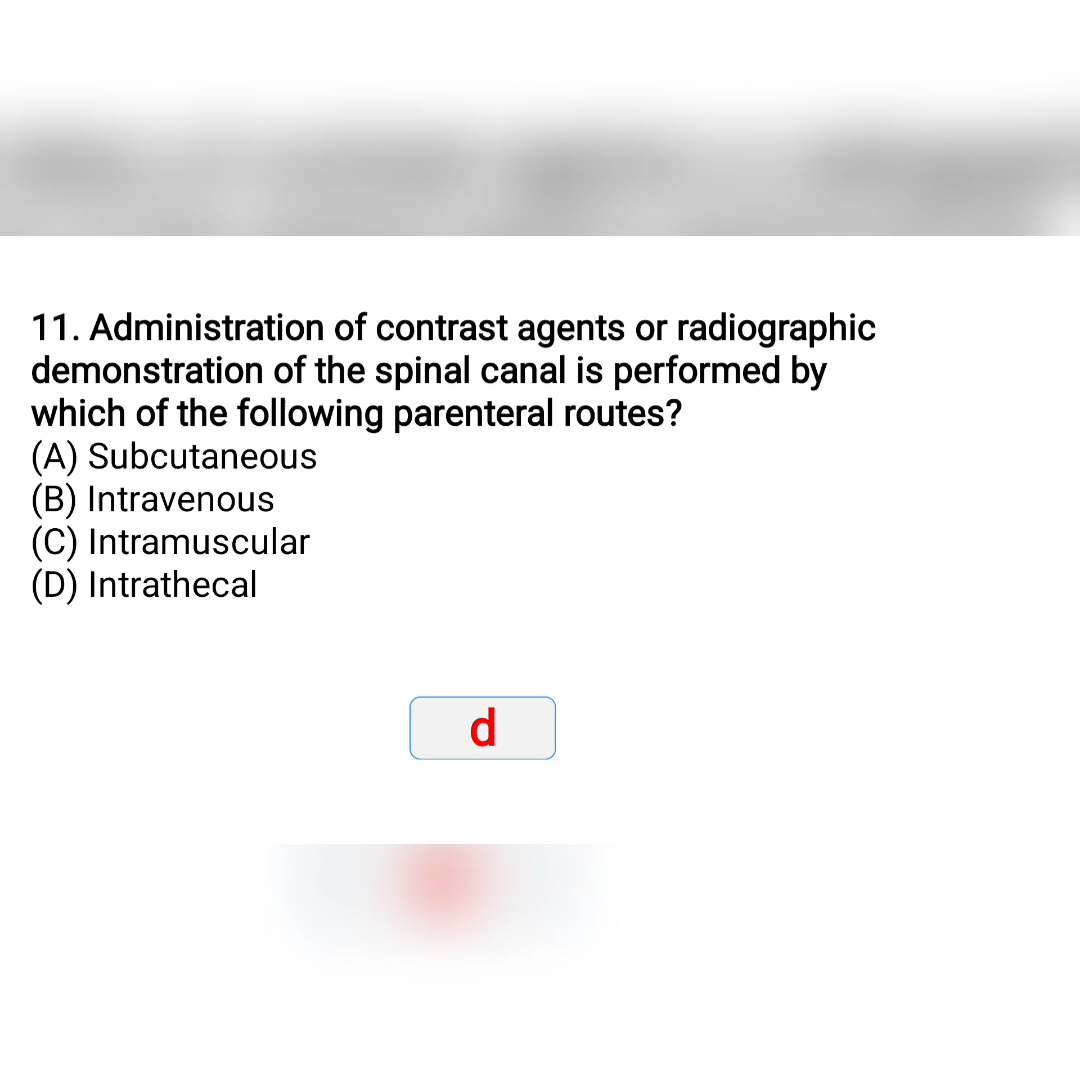 11. Administration of contrast agents or radiographic
demonstration of the spinal canal is performed by
which of the following parenteral routes?
(A) Subcutaneous
(B) Intravenous
(C) Intramuscular
(D) Intrathecal
d